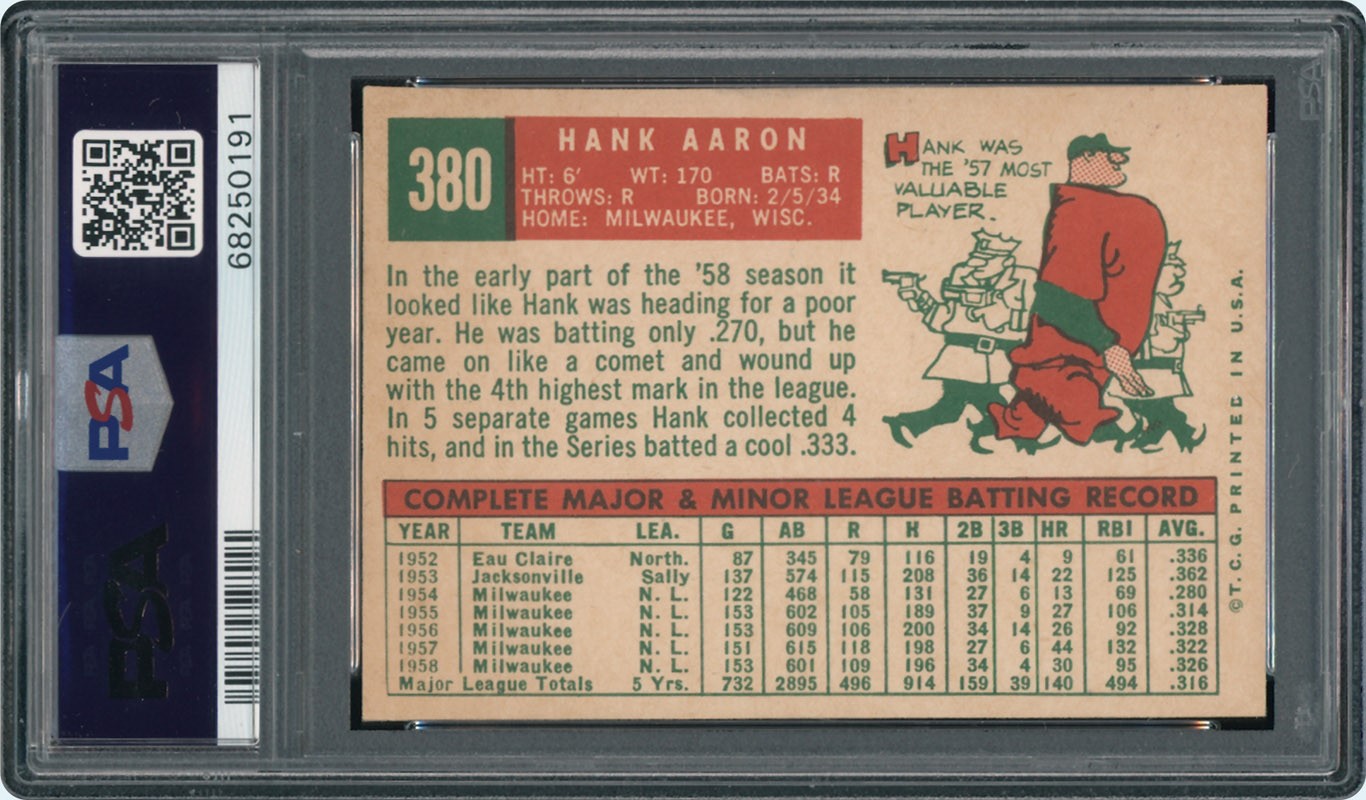 68250191
PSA
PSA
380
HANK AARON
HT: 6' WT: 170 BATS: R
THROWS: R BORN: 2/5/34
HOME: MILWAUKEE, WISC.
In the early part of the '58 season it
looked like Hank was heading for a poor
year. He was batting only .270, but he
came on like a comet and wound up
with the 4th highest mark in the league.
In 5 separate games Hank collected 4
hits, and in the Series batted a cool .333.
HANK WAS
THE '57 MOST
VALUABLE
PLAYER.
COMPLETE MAJOR & MINOR LEAGUE BATTING RECORD
YEAR TEAM LEA. G AB R H 2B 3B HR RBI AVG.
1952 Eau Claire North. 87 345 79 116 19 4 9 61 .336
1953 Jacksonville Sally 137 574 115 208 36 14 22 125 .362
1954 Milwaukee N. L. 122 468 58 131 27 6 13 69 .280
1955 Milwaukee N. L. 153 602 105 189 37 9 27 106 .314
1956 Milwaukee N. L. 153 609 106 200 34 14 26 92 .328
1957 Milwaukee N. L. 151 615 118 198 27 6 44 132 .322
1958 Milwaukee N. L. 153 601 109 196 34 4 30 95 .326
Major League Totals 5 Yrs. 732 2895 496 914 159 39 140 494 .316
©T. C. G. PRINTED IN U.S.A.
PSA